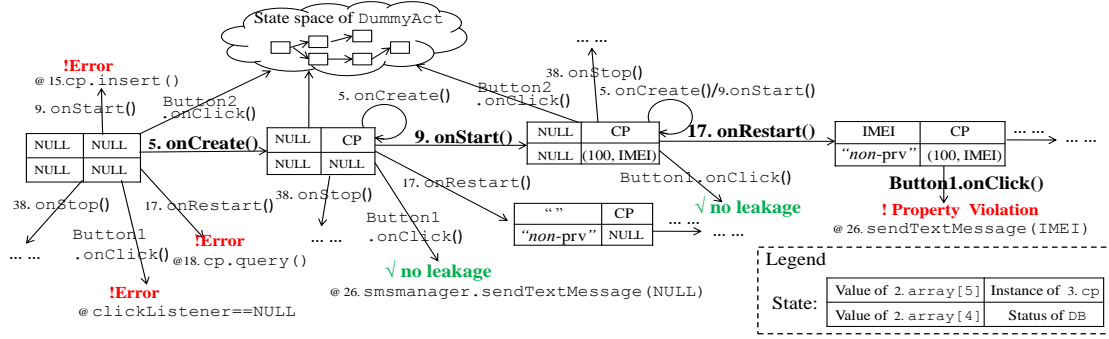 State space of DummyAct
!Error
@ 15.cp.insert()
9. onStart()
Button2
.onClick()
NULL NULL
NULL NULL
5. onCreate()
38. onStop()
... ...
Button1
.onClick()
!Error
@ clickListener==NULL
17. onRestart()
!Error
@18. cp.query()
5. onCreate()
NULL CP
NULL NULL
9. onStart()
38. onStop()
... ...
Button1
.onClick()
√ no leakage
@ 26. smsmanager.sendTextMessage(NULL)
17. onRestart()
“ ” CP
“non-prv” NULL
... ...
Button2
.onClick()
... ...
38. onStop()
5. onCreate()/9. onStart()
NULL CP
NULL (100, IMEI)
17. onRestart()
Button1.onClick()
√ no leakage
IMEI CP
“non-prv” (100, IMEI)
... ...
Button1.onClick()
! Property Violation
@ 26. sendTextMessage(IMEI)
Legend
State:
Value of 2. array[5] Instance of 3. cp
Value of 2. array[4] Status of DB